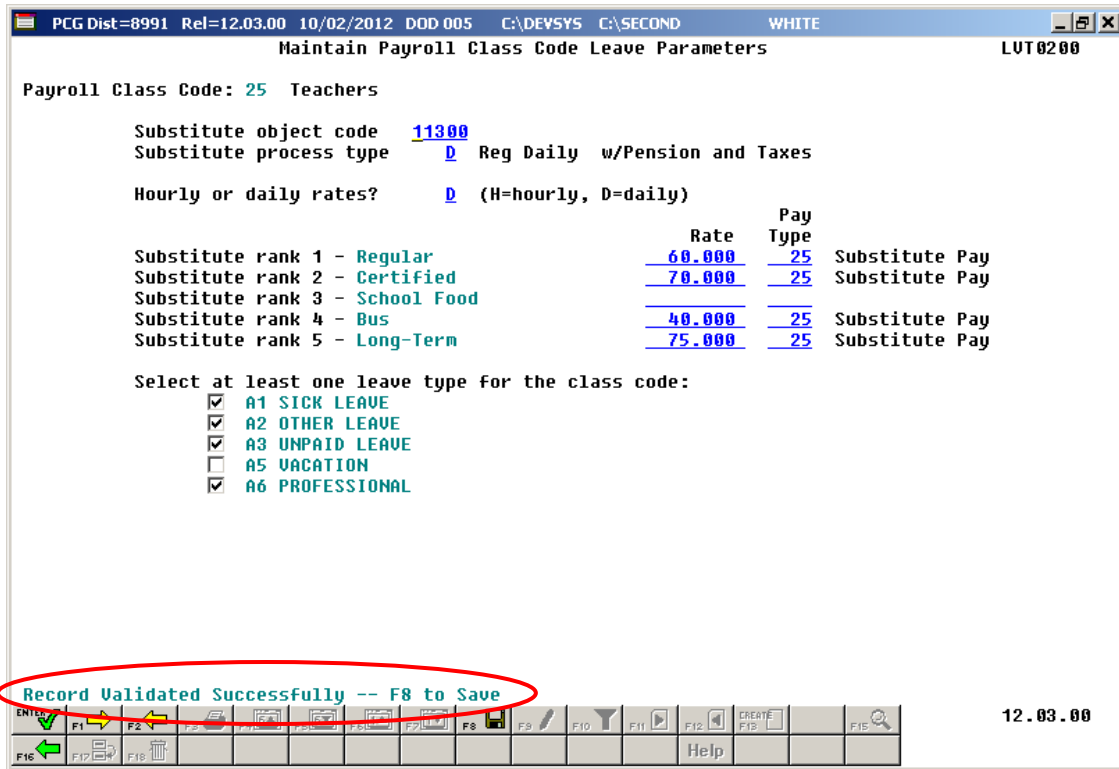 PCG Dist=8991 Rel=12.03.00 10/02/2012 DOD 005 C:\DEVSYS C:\SECOND WHITE
Maintain Payroll Class Code Leave Parameters LVT0200
Payroll Class Code: 25 Teachers
Substitute object code 11300
Substitute process type D Reg Daily w/Pension and Taxes
Hourly or daily rates? D (H=hourly, D=daily)
Pay
Rate Type
Substitute rank 1 - Regular 60.000 25 Substitute Pay
Substitute rank 2 - Certified 70.000 25 Substitute Pay
Substitute rank 3 - School Food
Substitute rank 4 - Bus 40.000 25 Substitute Pay
Substitute rank 5 - Long-Term 75.000 25 Substitute Pay
Select at least one leave type for the class code:
A1 SICK LEAVE
A2 OTHER LEAVE
A3 UNPAID LEAVE
A5 VACATION
A6 PROFESSIONAL
Record Validated Successfully -- F8 to Save
ENTER F1 F2 F8 F9 F10 F11 F12 CREATE F13 F15 12.03.00
F16 F17 F18 Help